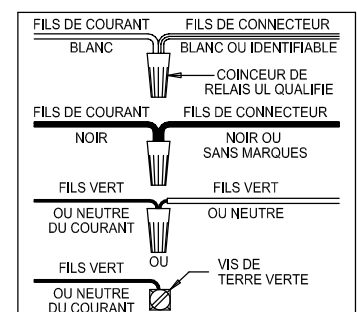 FILS DE COURANT FILS DE CONNECTEUR
BLANC BLANC OU IDENTIFIABLE
COINCEUR DE
RELAIS UL QUALIFIE
FILS DE COURANT FILS DE CONNECTEUR
NOIR NOIR OU
SANS MARQUES
FILS VERT FILS VERT
OU NEUTRE OU NEUTRE
DU COURANT
OU
FILS VERT VIS DE
TERRE VERTE
OU NEUTRE
DU COURANT